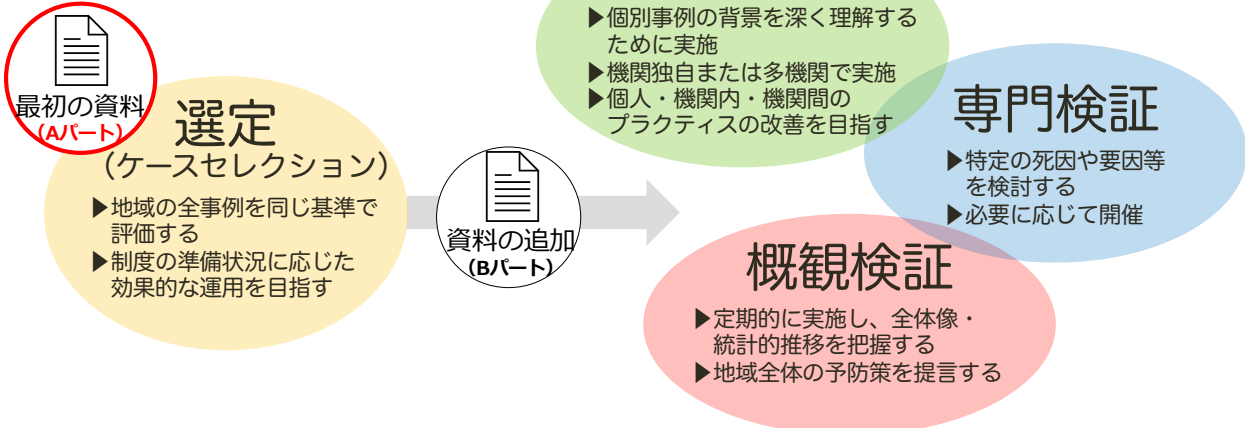 最初の資料
（Aパート）
選定
（ケースセレクション）
▶地域の全事例を同じ基準で
評価する
▶制度の準備状況に応じた
効果的な運用を目指す
資料の追加
（Bパート）
▶個別事例の背景を深く理解する
ために実施
▶機関独自または多機関で実施
▶個人・機関内・機関間の
プラクティスの改善を目指す
専門検証
▶特定の死因や要因等
を検討する
▶必要に応じて開催
概観検証
▶定期的に実施し、全体像・
統計的推移を把握する
▶地域全体の予防策を提言する